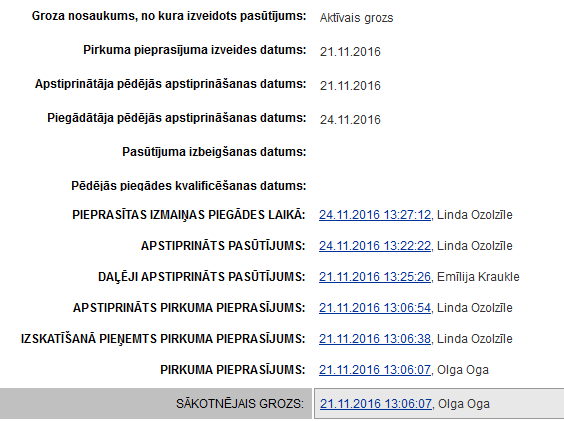 Groza nosaukums, no kura izveidots pasūtījums: Aktīvais grozs
Pirkuma pieprasījuma izveides datums: 21.11.2016
Apstiprinātāja pēdējās apstiprināšanas datums: 21.11.2016
Piegādātāja pēdējās apstiprināšanas datums: 24.11.2016
Pasūtījuma izbeigšanas datums:
Pēdējās piegādes kvalificēšanas datums:
PIEPRASĪTAS IZMAIŅAS PIEGĀDES LAIKĀ: 24.11.2016 13:27:12, Linda Ozolzīle
APSTIPRINĀTS PASŪTĪJUMS: 24.11.2016 13:22:22, Linda Ozolzīle
DAĻĒJI APSTIPRINĀTS PASŪTĪJUMS: 21.11.2016 13:25:26, Emīlija Kraukle
APSTIPRINĀTS PIRKUMA PIEPRASĪJUMS: 21.11.2016 13:06:54, Linda Ozolzīle
IZSKATĪŠANĀ PIEŅEMTS PIRKUMA PIEPRASĪJUMS: 21.11.2016 13:06:38, Linda Ozolzīle
PIRKUMA PIEPRASĪJUMS: 21.11.2016 13:06:07, Olga Oga
SĀKOTNĒJAIS GROZS: 21.11.2016 13:06:07, Olga Oga